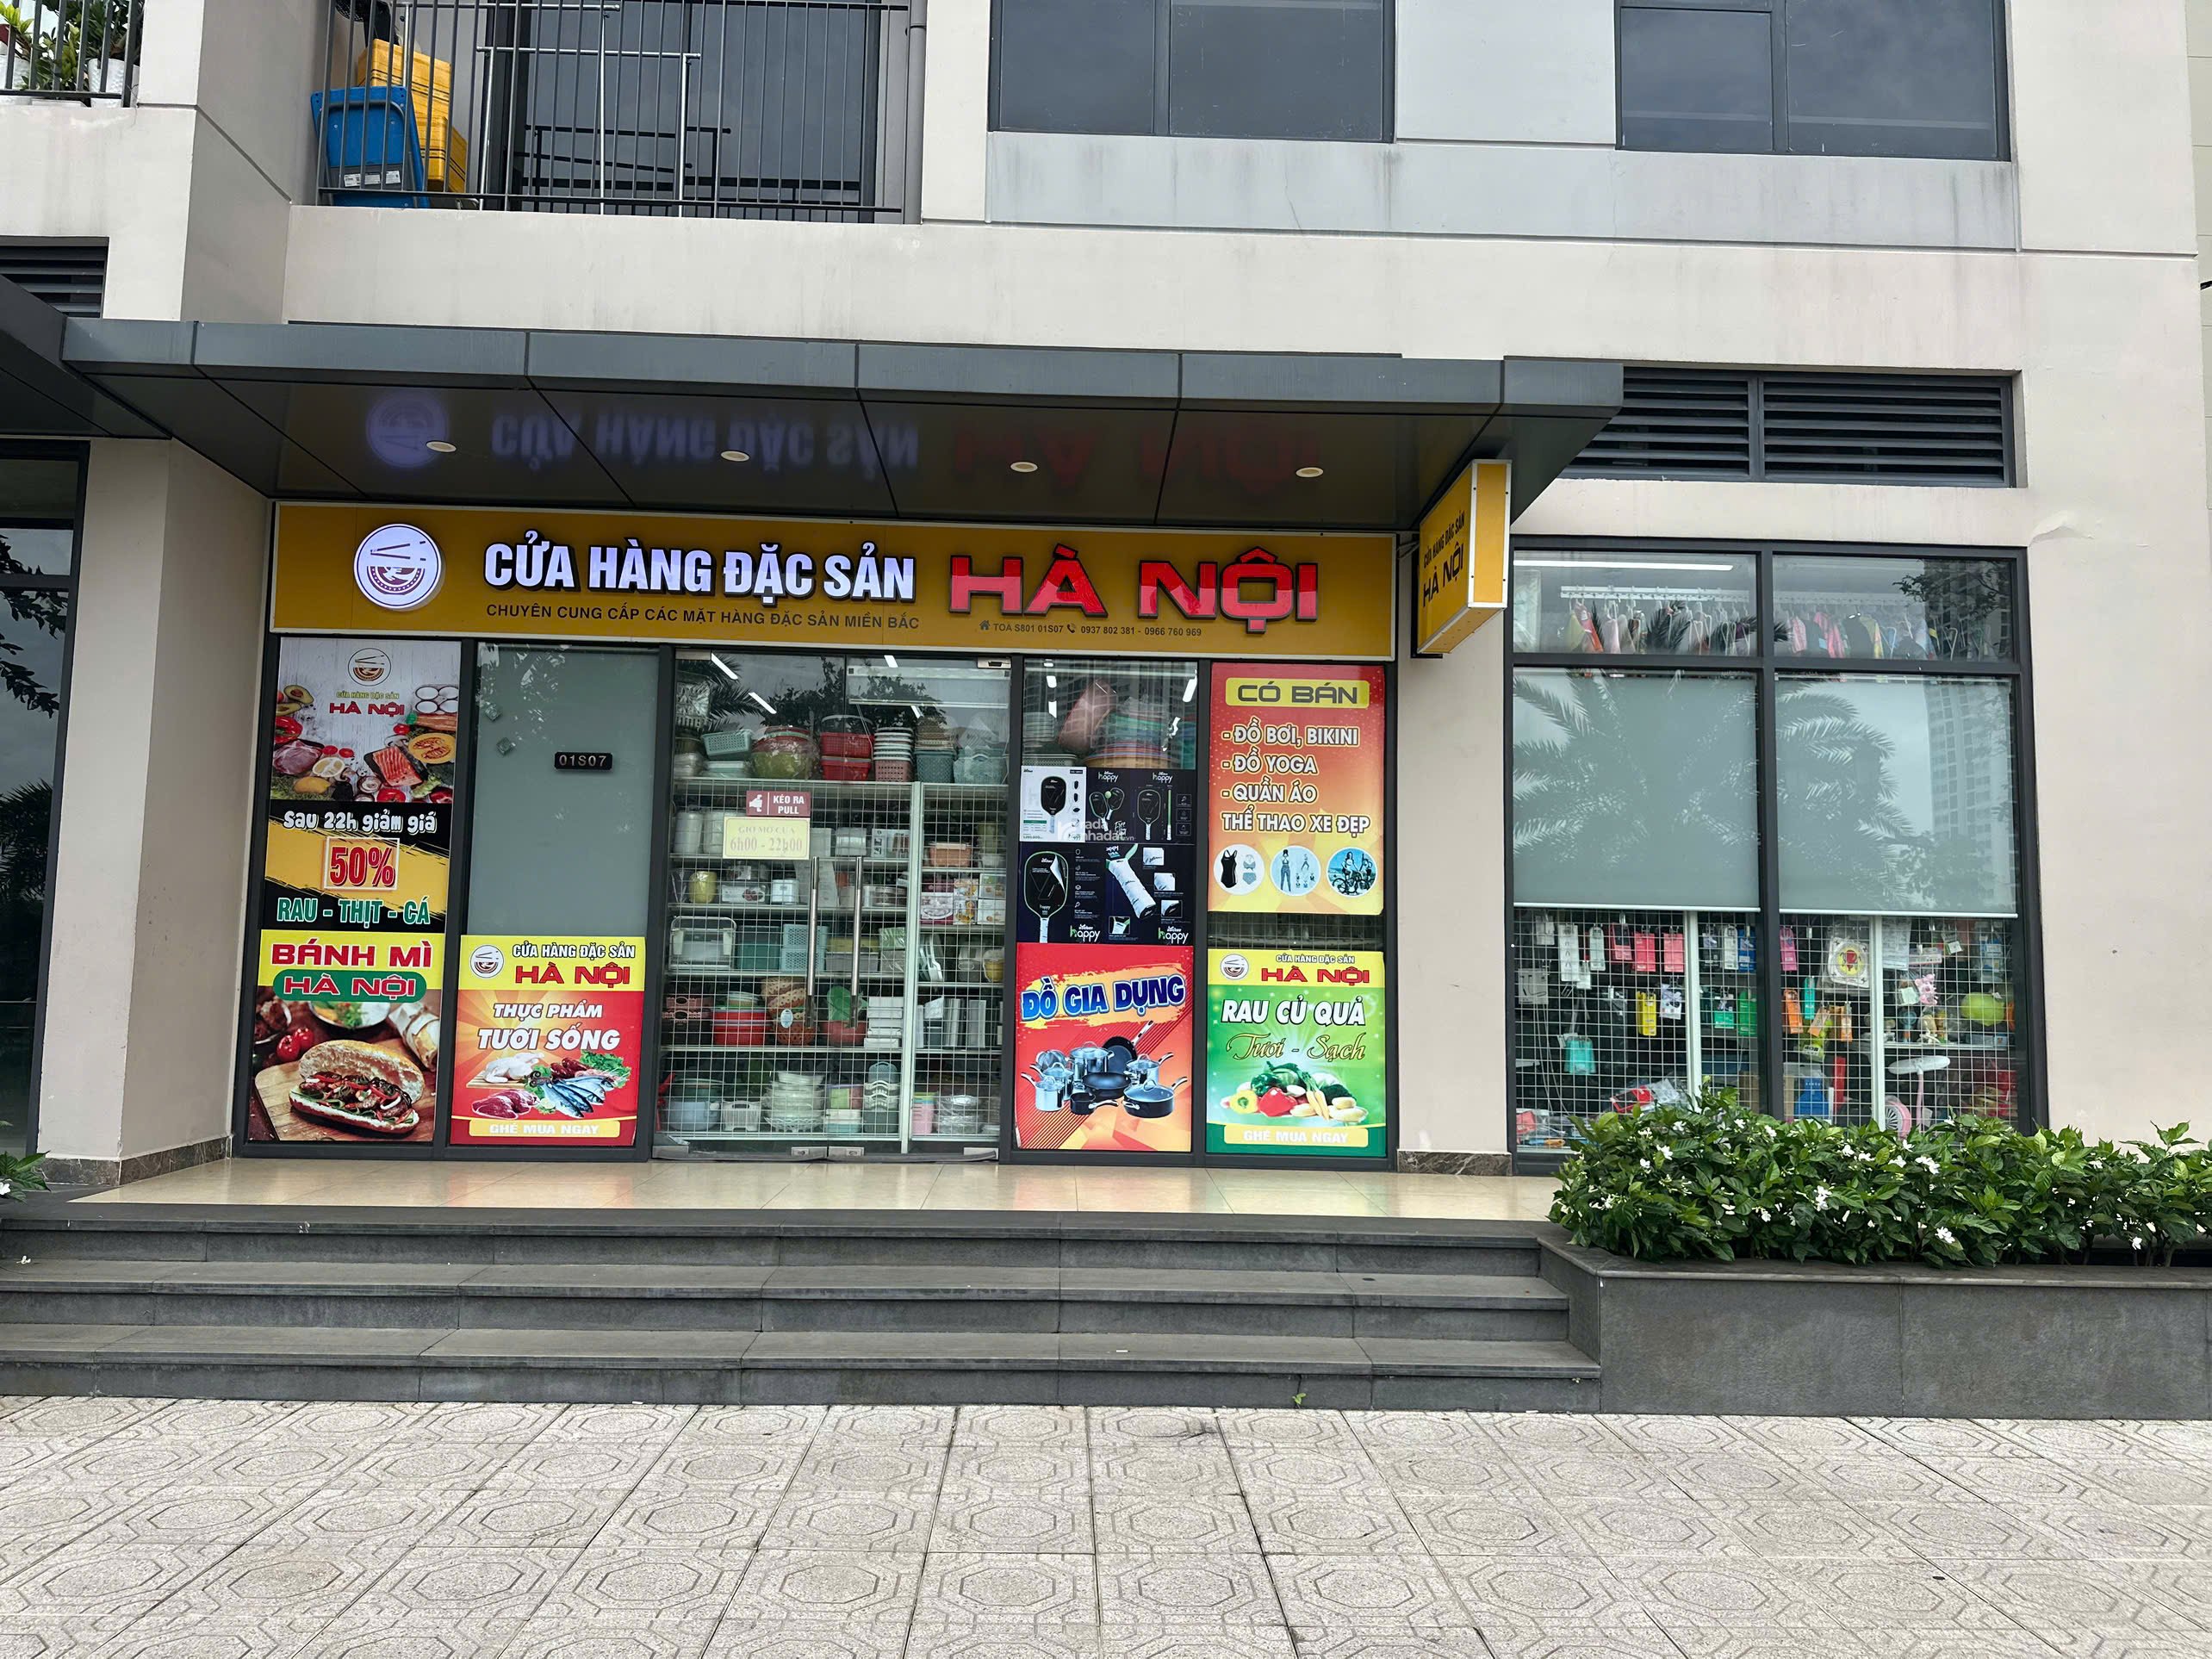 CỬA HÀNG ĐẶC SẢN HÀ NỘI
CHUYÊN CUNG CẤP CÁC MẶT HÀNG ĐẶC SẢN MIỀN BẮC
TOÀ S801 01S07 0937 802 381 - 0966 760 969
CỬA HÀNG ĐẶC SẢN
HÀ NỘI
CỬA HÀNG ĐẶC SẢN
HÀ NỘI
Sau 22h giảm giá
50%
RAU - THỊT - CÁ
BÁNH MÌ
HÀ NỘI
01S07
CỬA HÀNG ĐẶC SẢN
HÀ NỘI
THỰC PHẨM
TƯƠI SỐNG
GHÉ MUA NGAY
KÉO RA
PULL
GIỜ MỞ CỬA
6h00 - 22h00
happy
happy
happy
happy
ĐỒ GIA DỤNG
CÓ BÁN
- ĐỒ BƠI, BIKINI
- ĐỒ YOGA
- QUẦN ÁO
THỂ THAO XE ĐẸP
CỬA HÀNG ĐẶC SẢN
HÀ NỘI
RAU CỦ QUẢ
Tươi - Sạch
GHÉ MUA NGAY